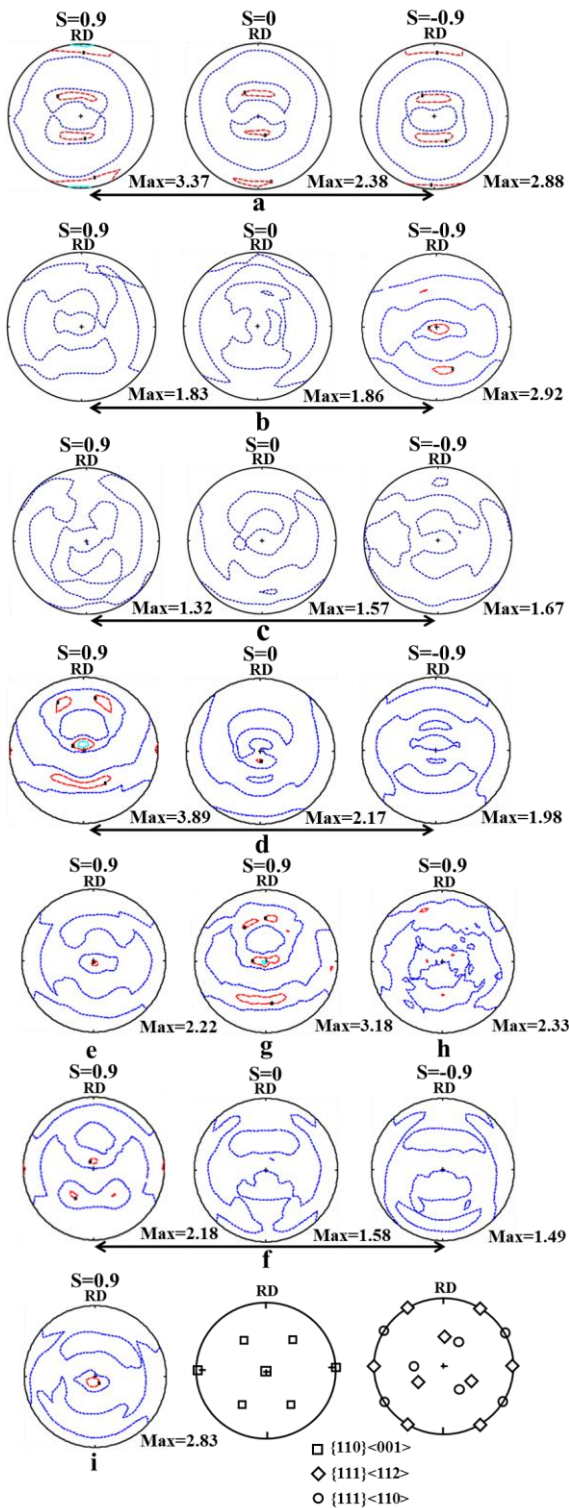 S=0.9 S=0 S=-0.9
RD RD RD
Max=3.37 Max=2.38 Max=2.88
a
S=0.9 S=0 S=-0.9
RD RD RD
Max=1.83 Max=1.86 Max=2.92
b
S=0.9 S=0 S=-0.9
RD RD RD
Max=1.32 Max=1.57 Max=1.67
c
S=0.9 S=0 S=-0.9
RD RD RD
Max=3.89 Max=2.17 Max=1.98
d
S=0.9 S=0.9 S=0.9
RD RD RD
Max=2.22 Max=3.18 Max=2.33
e g h
S=0.9 S=0 S=-0.9
RD RD RD
Max=2.18 Max=1.58 Max=1.49
f
S=0.9
RD RD RD
Max=2.83
i
{110}<001>
{111}<112>
{111}<110>